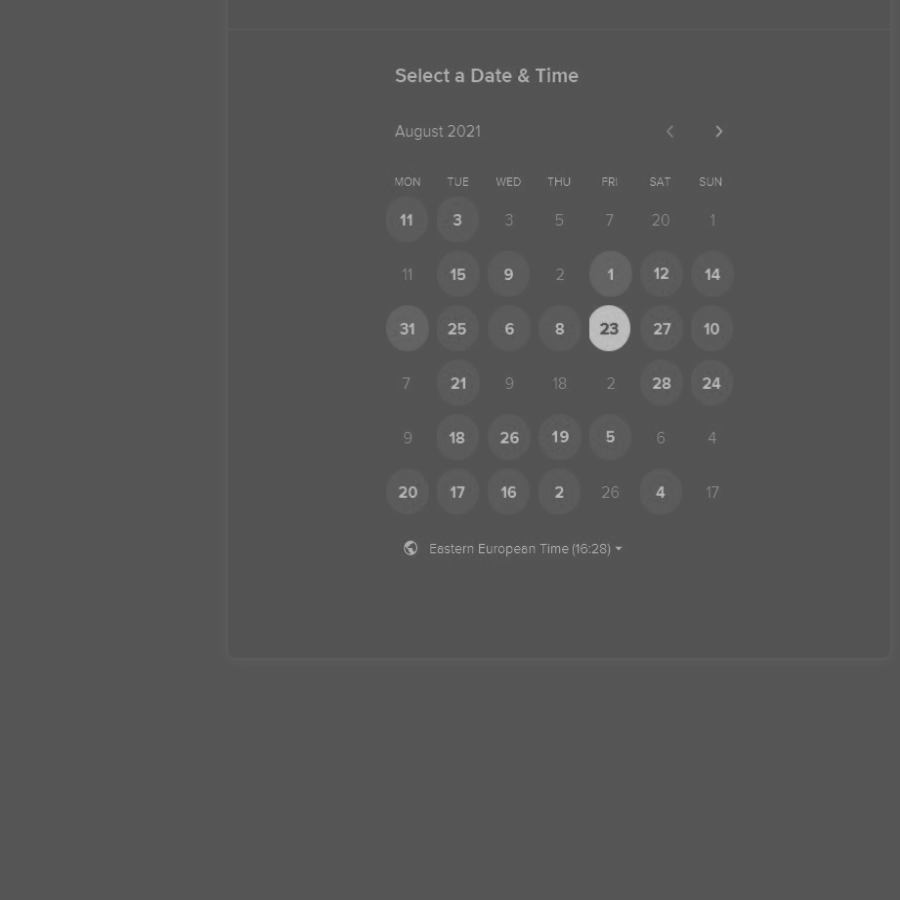 Select a Date & Time
August 2021
MON TUE WED THU FRI SAT SUN
11 3 3 5 7 20 1
11 15 9 2 1 12 14
31 25 6 8 23 27 10
7 21 9 18 2 28 24
9 18 26 19 5 6 4
20 17 16 2 26 4 17
Eastern European Time (16:28)